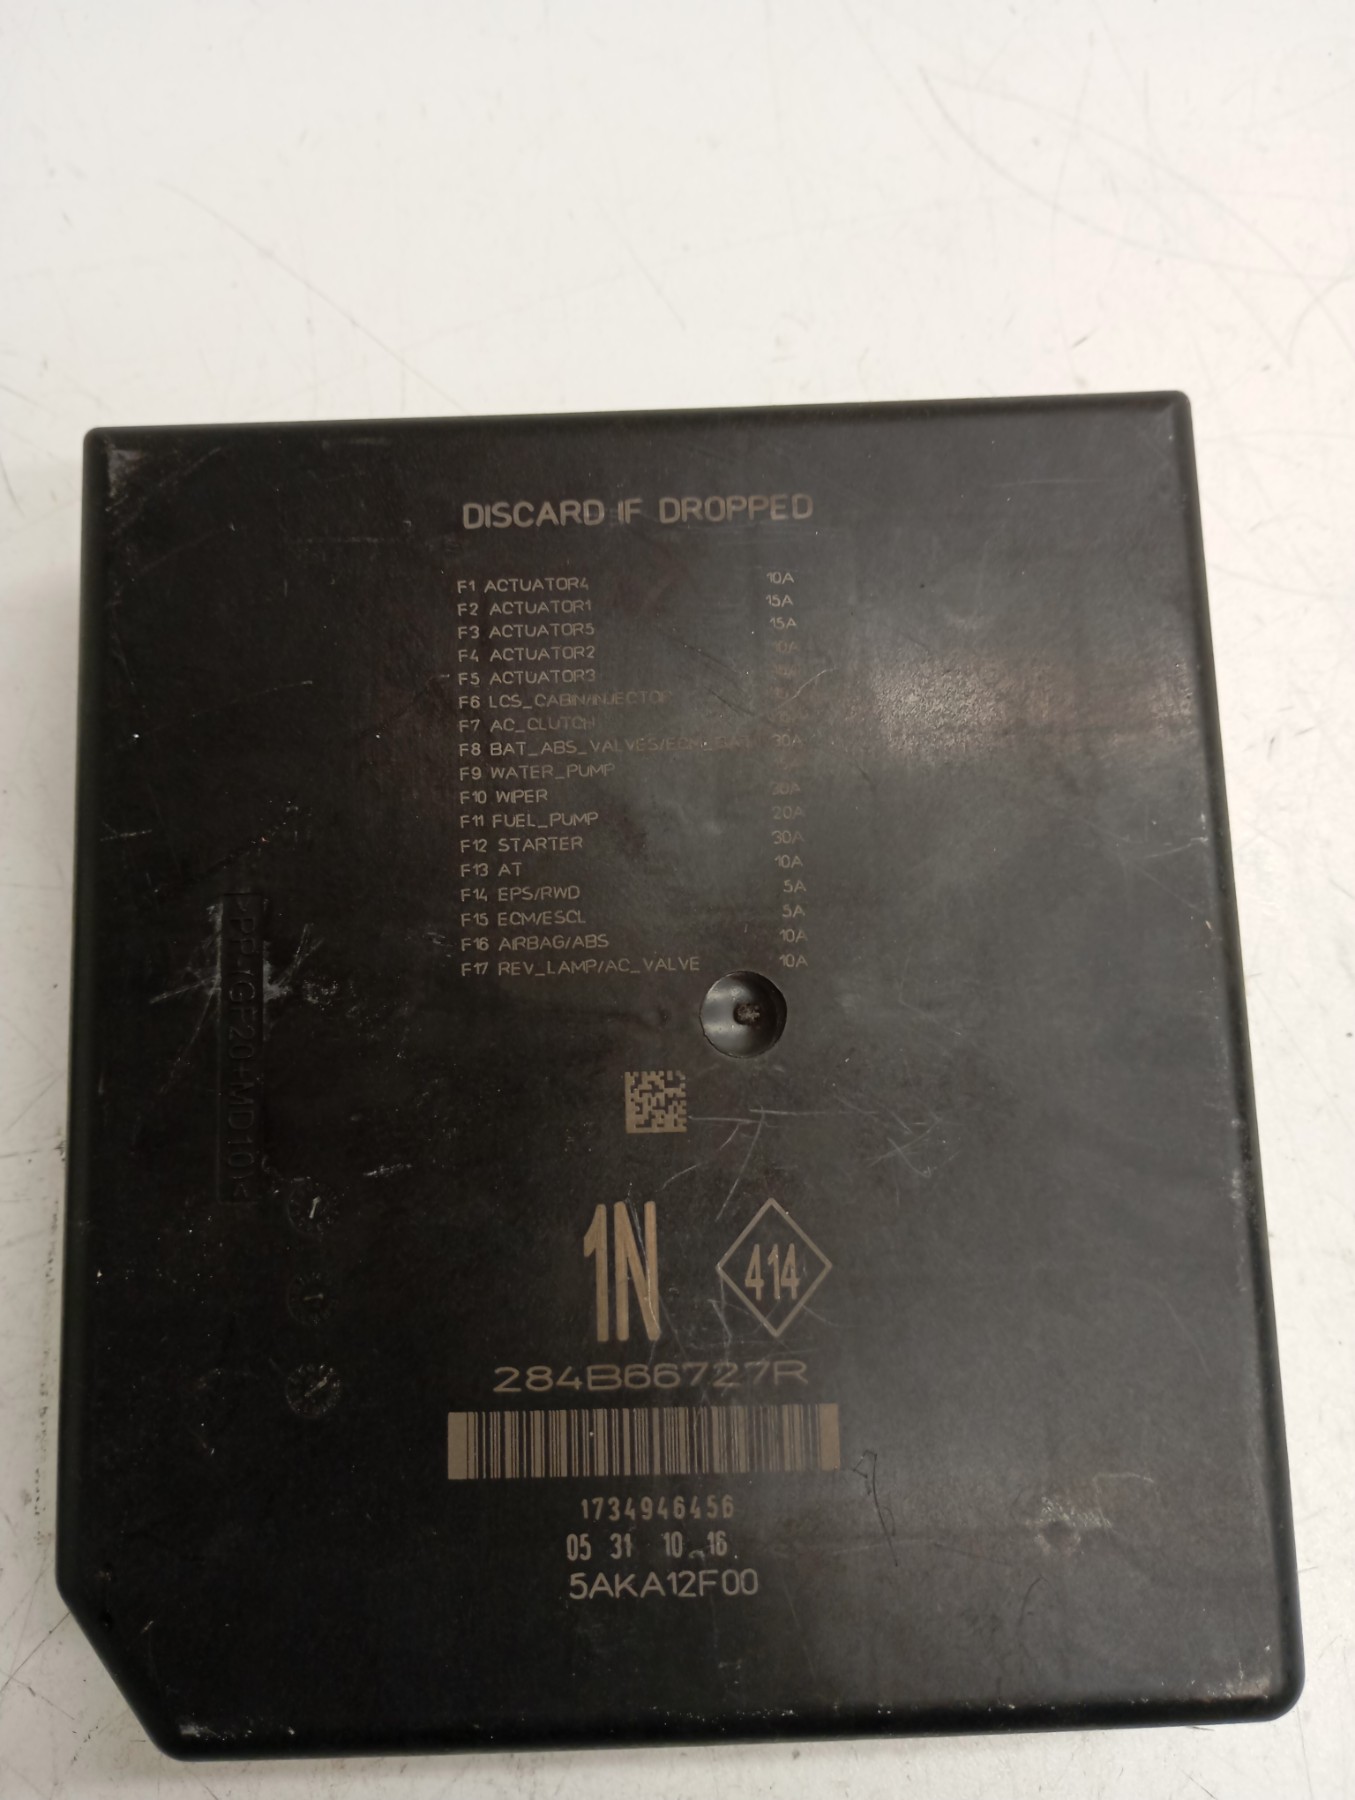 DISCARD IF DROPPED
F1 ACTUATOR4 10A
F2 ACTUATOR1 15A
F3 ACTUATOR5 15A
F4 ACTUATOR2 10A
F5 ACTUATOR3
F6 LCS_CABIN/INJECTOR
F7 AC_CLUTCH
F8 BAT_ABS_VALVES/ECM_BAT 30A
F9 WATER_PUMP
F10 WIPER 30A
F11 FUEL_PUMP 20A
F12 STARTER 30A
F13 AT 10A
F14 EPS/RWD 5A
F15 ECM/ESCL 5A
F16 AIRBAG/ABS 10A
F17 REV_LAMP/AC_VALVE 10A
1N
414
284B66727R
1734946456
05 31 10 16
5AKA12F00